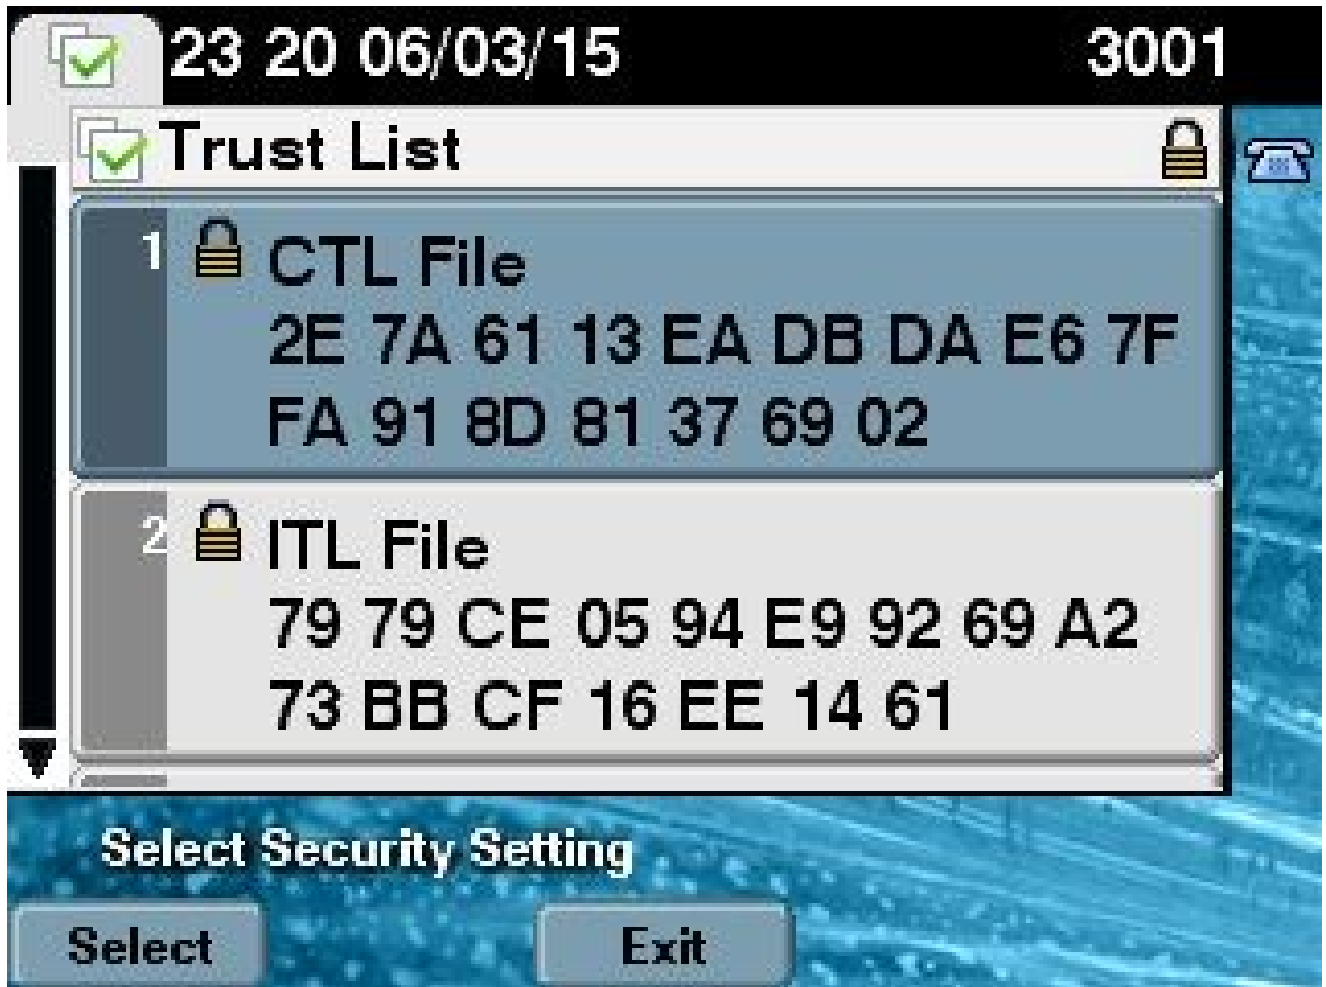 23 20 06/03/15
3001
Trust List
1
CTL File
2E 7A 61 13 EA DB DA E6 7F
FA 91 8D 81 37 69 02
2
ITL File
79 79 CE 05 94 E9 92 69 A2
73 BB CF 16 EE 14 61
Select Security Setting
Select
Exit